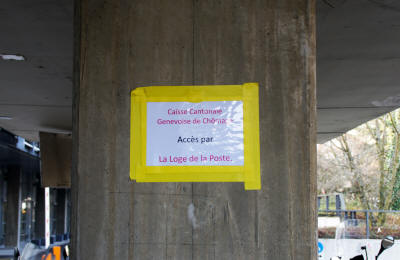 Caisse Cantonale
Genevoise de Chômage
Accès par
La Loge de la Poste.